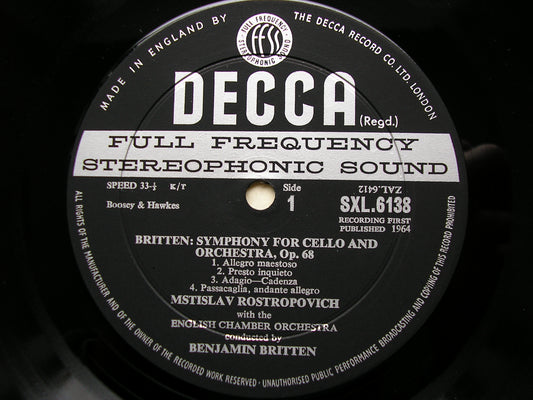 MADE IN ENGLAND BY
THE DECCA RECORD CO. LTD. LONDON
FULL FREQUENCY
FFSS
STEREOPHONIC SOUND
DECCA
(Regd.)
FULL FREQUENCY
STEREOPHONIC SOUND
SPEED 33-⅓ K/T
Side
ZAL.6412
Boosey & Hawkes
1
SXL.6138
RECORDING FIRST
PUBLISHED 1964
BRITTEN: SYMPHONY FOR CELLO AND
ORCHESTRA, Op. 68
1. Allegro maestoso
2. Presto inquieto
3. Adagio—Cadenza
4. Passacaglia, andante allegro
MSTISLAV ROSTROPOVICH
with the
ENGLISH CHAMBER ORCHESTRA
conducted by
BENJAMIN BRITTEN
ALL RIGHTS OF THE MANUFACTURER AND OF THE OWNER OF THE RECORDED WORK RESERVED · UNAUTHORISED PUBLIC PERFORMANCE BROADCASTING AND COPYING OF THIS RECORD PROHIBITED